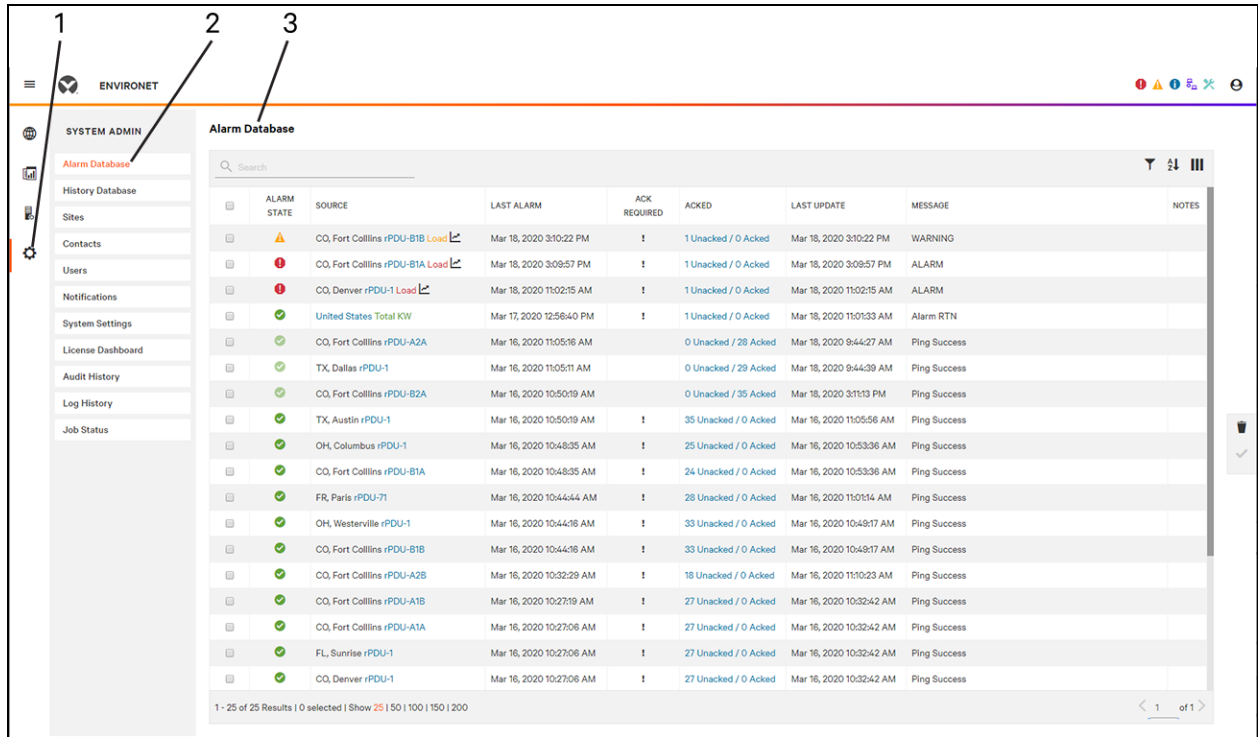 1 2 3
ENVIRONET
SYSTEM ADMIN
Alarm Database
History Database
Sites
Contacts
Users
Notifications
System Settings
License Dashboard
Audit History
Log History
Job Status
Alarm Database
Search
ALARM STATE SOURCE LAST ALARM ACK REQUIRED ACKED LAST UPDATE MESSAGE NOTES
CO, Fort Colllins rPDU-B1B Load Mar 18, 2020 3:10:22 PM ! 1 Unacked / 0 Acked Mar 18, 2020 3:10:22 PM WARNING
CO, Fort Colllins rPDU-B1A Load Mar 18, 2020 3:09:57 PM ! 1 Unacked / 0 Acked Mar 18, 2020 3:09:57 PM ALARM
CO, Denver rPDU-1 Load Mar 18, 2020 11:02:15 AM ! 1 Unacked / 0 Acked Mar 18, 2020 11:02:15 AM ALARM
United States Total KW Mar 17, 2020 12:56:40 PM ! 1 Unacked / 0 Acked Mar 18, 2020 11:01:33 AM Alarm RTN
CO, Fort Colllins rPDU-A2A Mar 16, 2020 11:05:16 AM 0 Unacked / 28 Acked Mar 18, 2020 9:44:27 AM Ping Success
TX, Dallas rPDU-1 Mar 16, 2020 11:05:11 AM 0 Unacked / 29 Acked Mar 18, 2020 9:44:39 AM Ping Success
CO, Fort Colllins rPDU-B2A Mar 16, 2020 10:50:19 AM 0 Unacked / 35 Acked Mar 18, 2020 3:11:13 PM Ping Success
TX, Austin rPDU-1 Mar 16, 2020 10:50:19 AM ! 35 Unacked / 0 Acked Mar 16, 2020 11:05:56 AM Ping Success
OH, Columbus rPDU-1 Mar 16, 2020 10:48:35 AM ! 25 Unacked / 0 Acked Mar 16, 2020 10:53:36 AM Ping Success
CO, Fort Colllins rPDU-B1A Mar 16, 2020 10:48:35 AM ! 24 Unacked / 0 Acked Mar 16, 2020 10:53:36 AM Ping Success
FR, Paris rPDU-71 Mar 16, 2020 10:44:44 AM ! 28 Unacked / 0 Acked Mar 16, 2020 11:01:14 AM Ping Success
OH, Westerville rPDU-1 Mar 16, 2020 10:44:16 AM ! 33 Unacked / 0 Acked Mar 16, 2020 10:49:17 AM Ping Success
CO, Fort Colllins rPDU-B1B Mar 16, 2020 10:44:16 AM ! 33 Unacked / 0 Acked Mar 16, 2020 10:49:17 AM Ping Success
CO, Fort Colllins rPDU-A2B Mar 16, 2020 10:32:29 AM ! 18 Unacked / 0 Acked Mar 16, 2020 11:10:23 AM Ping Success
CO, Fort Colllins rPDU-A1B Mar 16, 2020 10:27:19 AM ! 27 Unacked / 0 Acked Mar 16, 2020 10:32:42 AM Ping Success
CO, Fort Colllins rPDU-A1A Mar 16, 2020 10:27:06 AM ! 27 Unacked / 0 Acked Mar 16, 2020 10:32:42 AM Ping Success
FL, Sunrise rPDU-1 Mar 16, 2020 10:27:06 AM ! 27 Unacked / 0 Acked Mar 16, 2020 10:32:42 AM Ping Success
CO, Denver rPDU-1 Mar 16, 2020 10:27:06 AM ! 27 Unacked / 0 Acked Mar 16, 2020 10:32:42 AM Ping Success
1 - 25 of 25 Results | 0 selected | Show 25 | 50 | 100 | 150 | 200 1 of 1